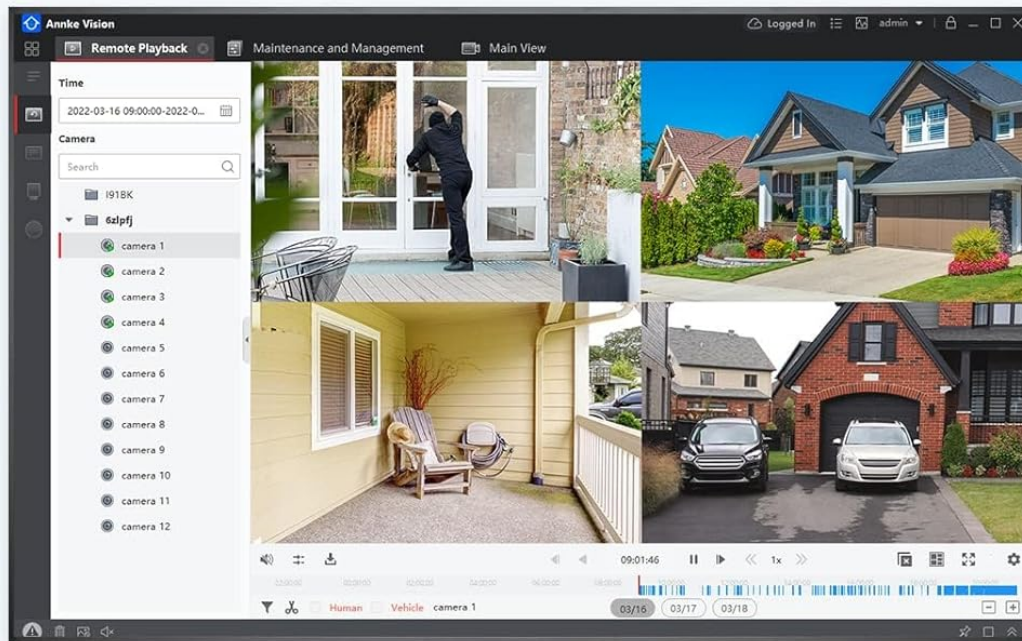 Annke Vision
Logged In
admin
Remote Playback
Maintenance and Management
Main View
Time
2022-03-16 09:00:00-2022-0...
Camera
Search
I918K
6zlpfj
camera 1
camera 2
camera 3
camera 4
camera 5
camera 6
camera 7
camera 8
camera 9
camera 10
camera 11
camera 12
09:01:46
1x
Human
Vehicle
camera 1
03/16
03/17
03/18